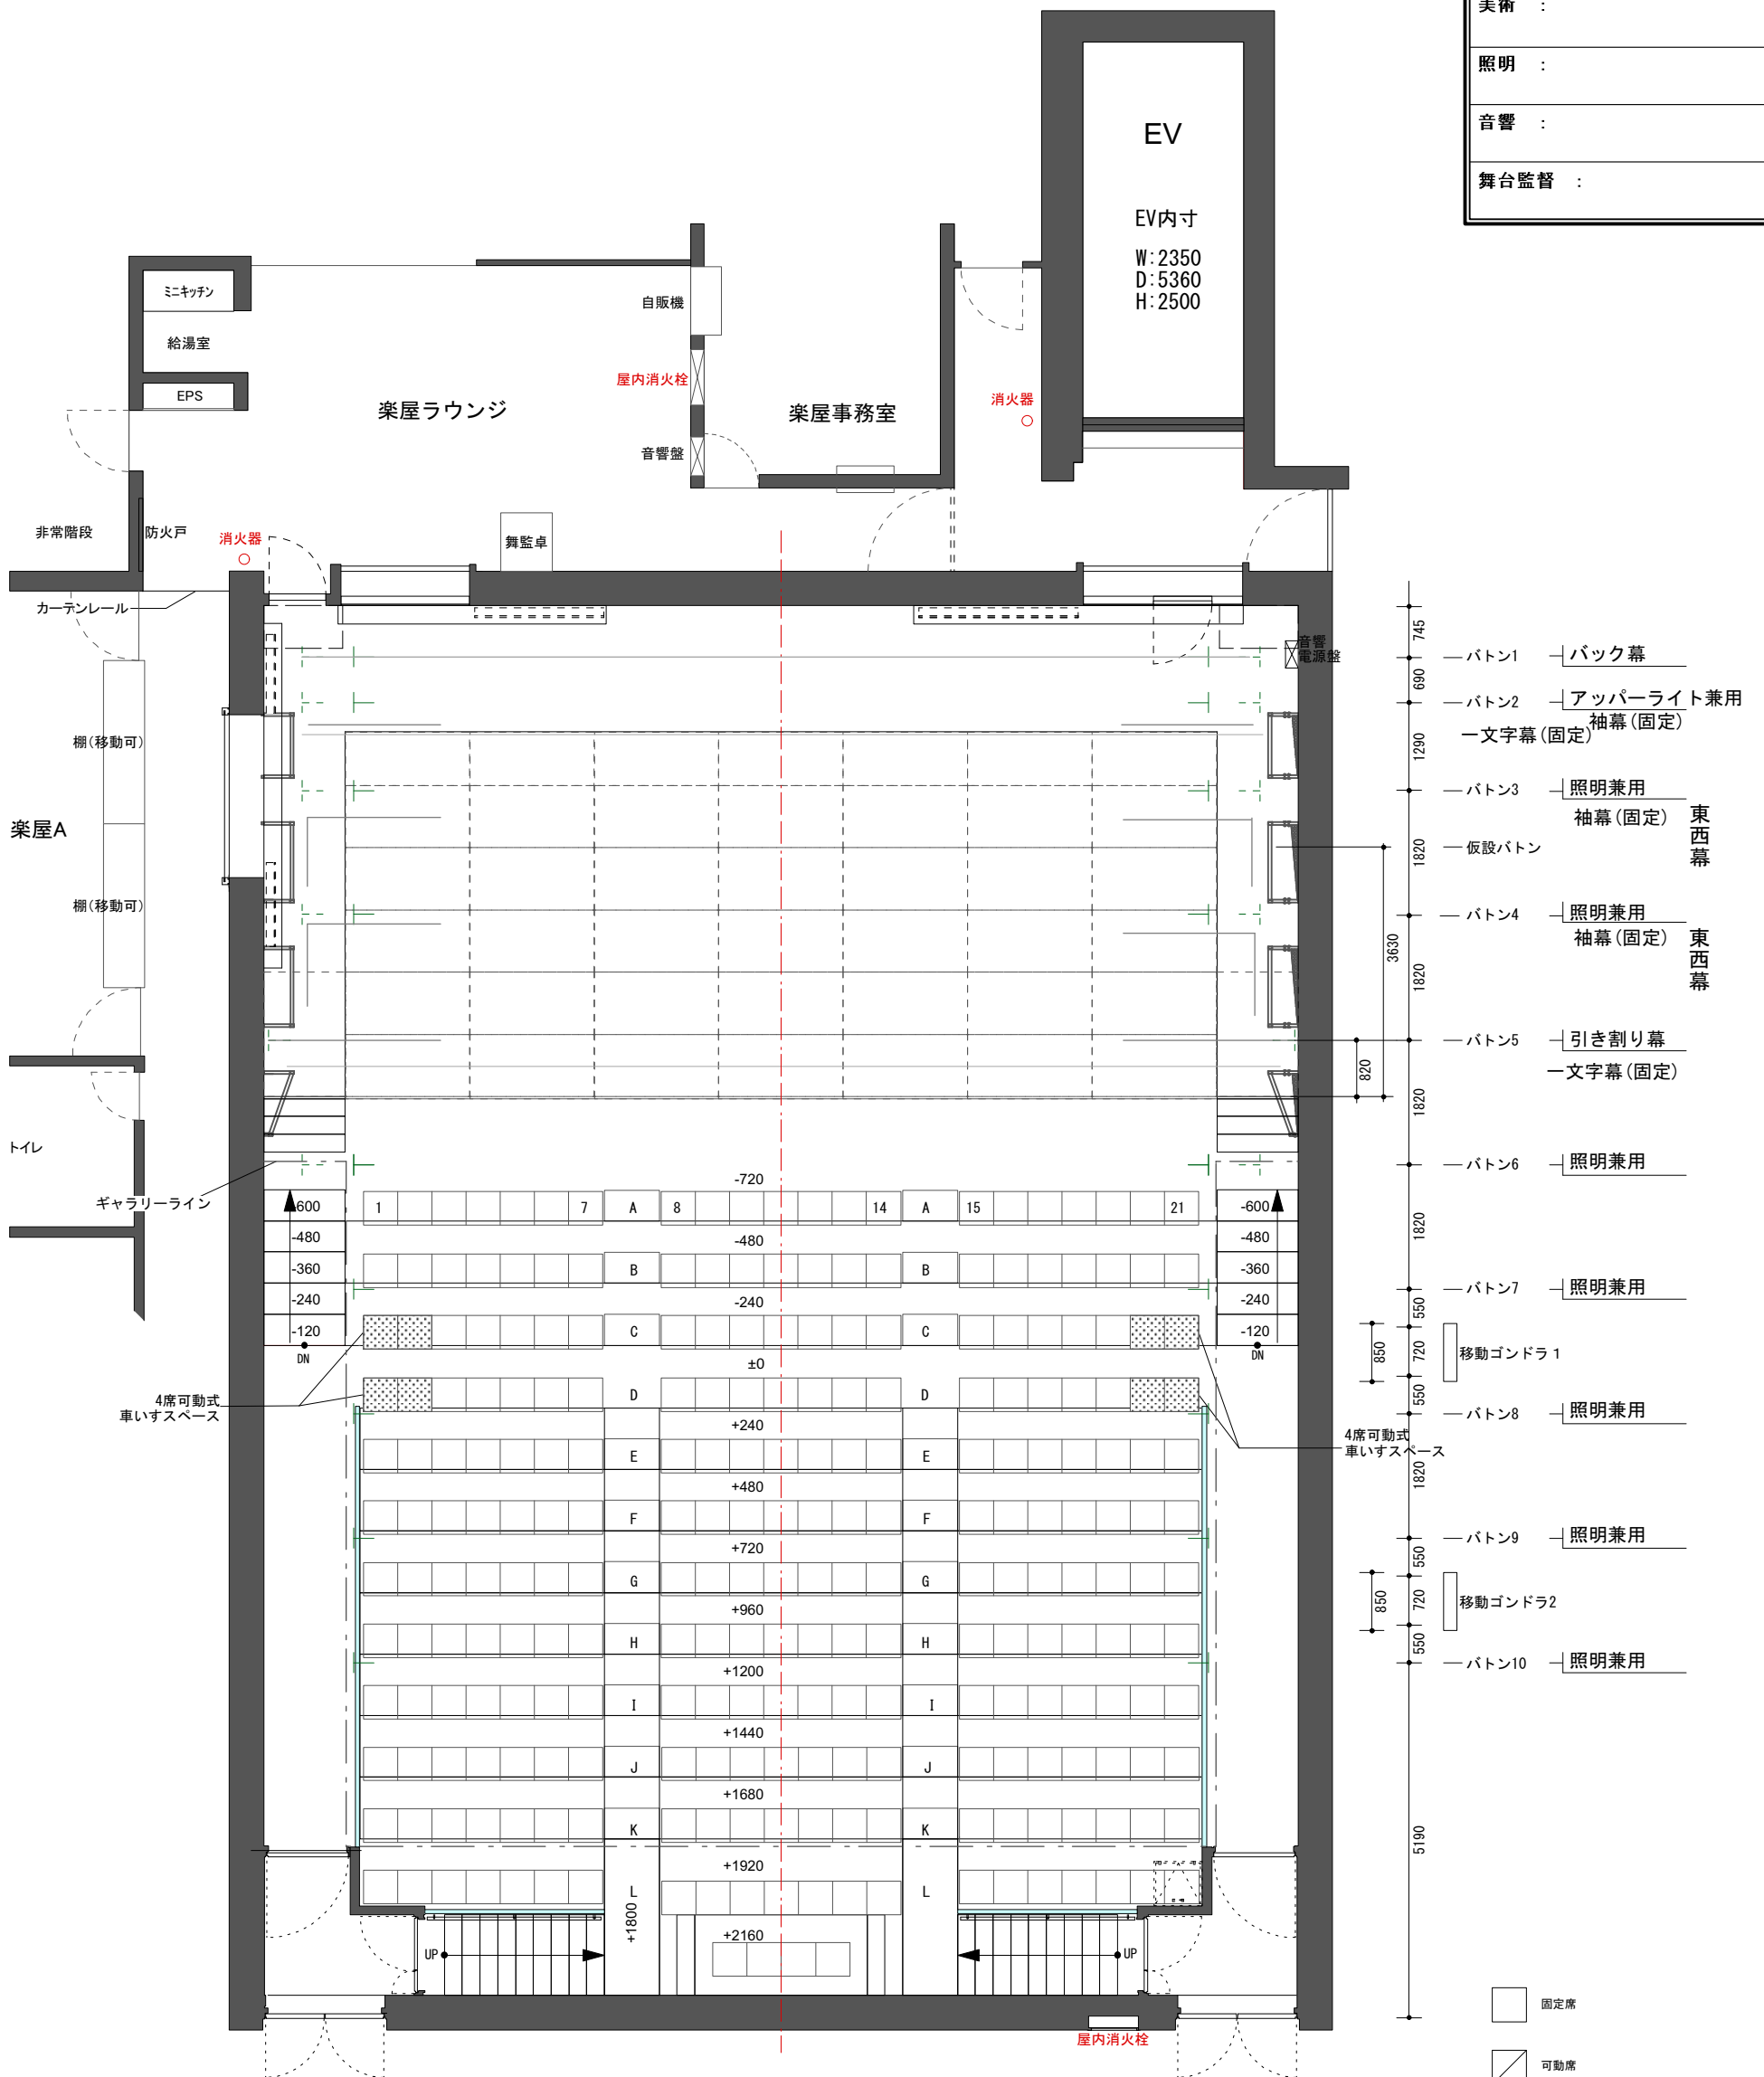 美術 :
照明 :
音響 :
舞台監督 :
EV
EV内寸
W:2350
D:5360
H:2500
ミニキッチン
給湯室
EPS
自販機
屋内消火栓
音響盤
楽屋ラウンジ
楽屋事務室
消火器
非常階段
防火戸
消火器
舞監卓
カーテンレール
音響
電源盤
棚(移動可)
楽屋A
棚(移動可)
トイレ
ギャラリーライン
745
690
1290
1820
1820
1820
1820
550
720
550
1820
550
720
550
5190
3630
820
850
850
バトン1 バック幕
バトン2 アッパーライト兼用
袖幕(固定)
一文字幕(固定)
バトン3 照明兼用
袖幕(固定)
東西幕
仮設バトン
バトン4 照明兼用
袖幕(固定)
東西幕
バトン5 引き割り幕
一文字幕(固定)
バトン6 照明兼用
バトン7 照明兼用
移動ゴンドラ1
バトン8 照明兼用
バトン9 照明兼用
移動ゴンドラ2
バトン10 照明兼用
-720
-600 1 7 A 8 14 A 15 21 -600
-480 -480 -480
-360 B B -360
-240 -240 -240
-120 C C -120
DN DN
±0
4席可動式
車いすスペース
D D
4席可動式
車いすスペース
+240
E E
+480
F F
+720
G G
+960
H H
+1200
I I
+1440
J J
+1680
K K
+1920
L L
+1800
+2160
UP UP
屋内消火栓
固定席
可動席